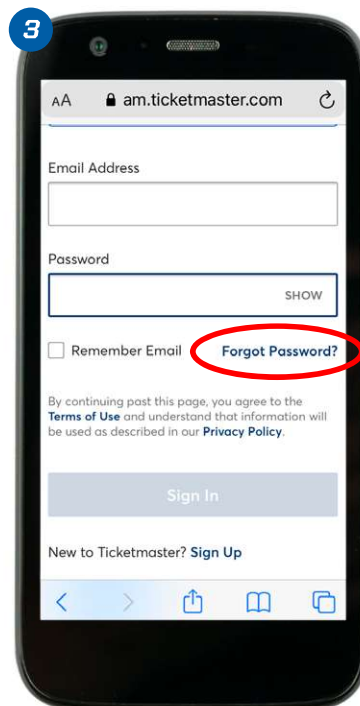 3
AA am.ticketmaster.com
Email Address
Password
SHOW
Remember Email Forgot Password?
By continuing past this page, you agree to the
Terms of Use and understand that information will
be used as described in our Privacy Policy.
Sign In
New to Ticketmaster? Sign Up